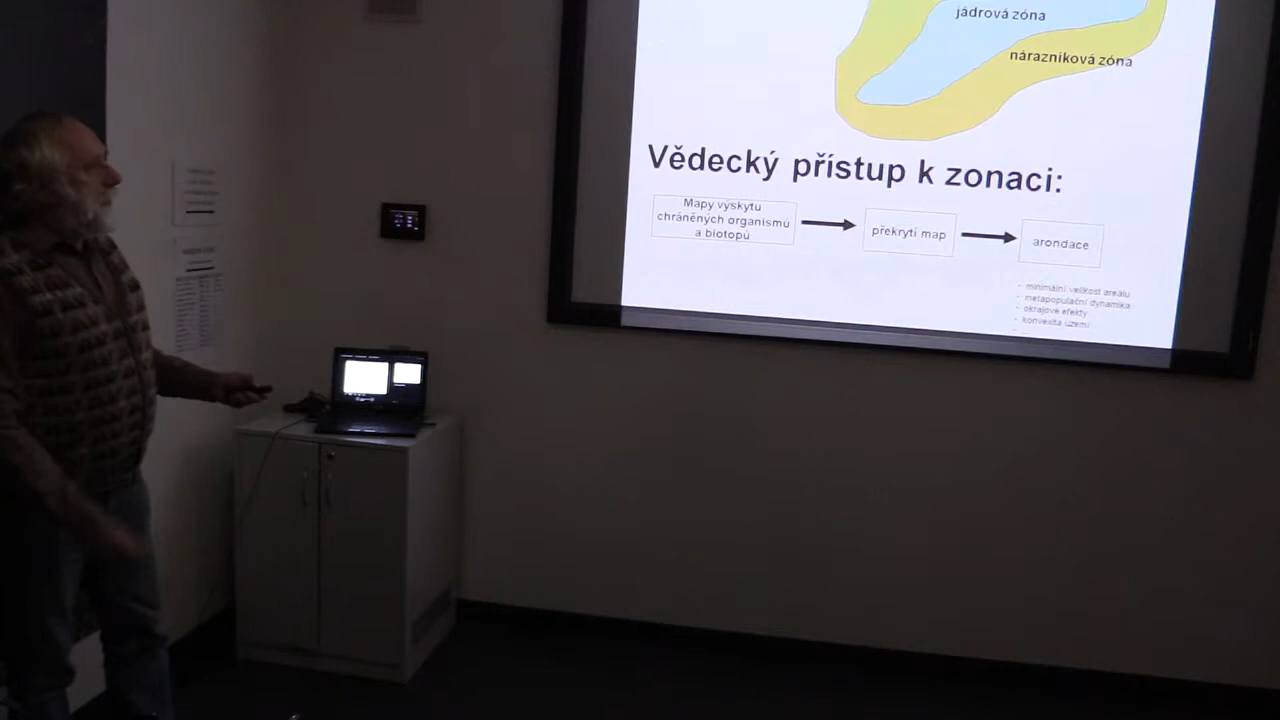 jádrová zóna
nárazníková zóna
Vědecký přístup k zonaci:
Mapy výskytu
chráněných organismů
a biotopů
překrytí map
arondace
- minimální velikost areálu
- metapopulační dynamika
- okrajové efekty
- konvexita území